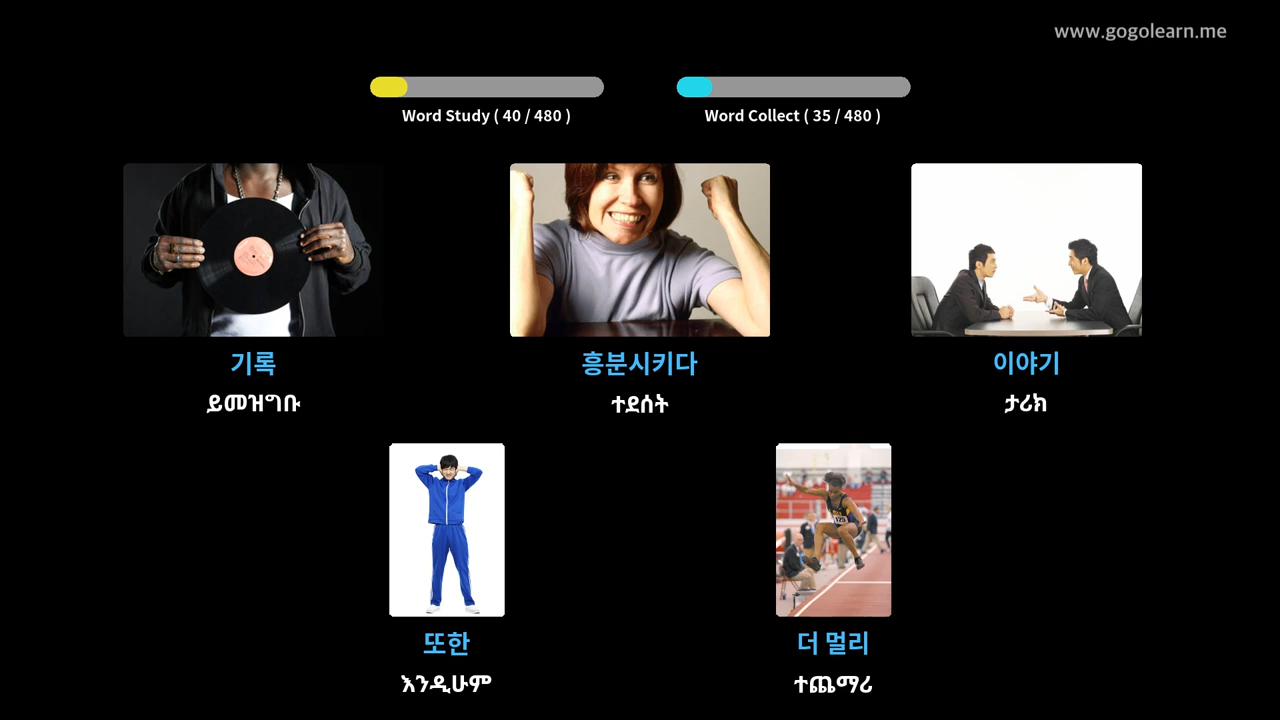 www.gogolearn.me
Word Study ( 40 / 480 )
Word Collect ( 35 / 480 )
기록
흥분시키다
이야기
ይመዝግቡ
ተደሰት
ታሪክ
또한
더 멀리
እንዲሁም
ተጨማሪ